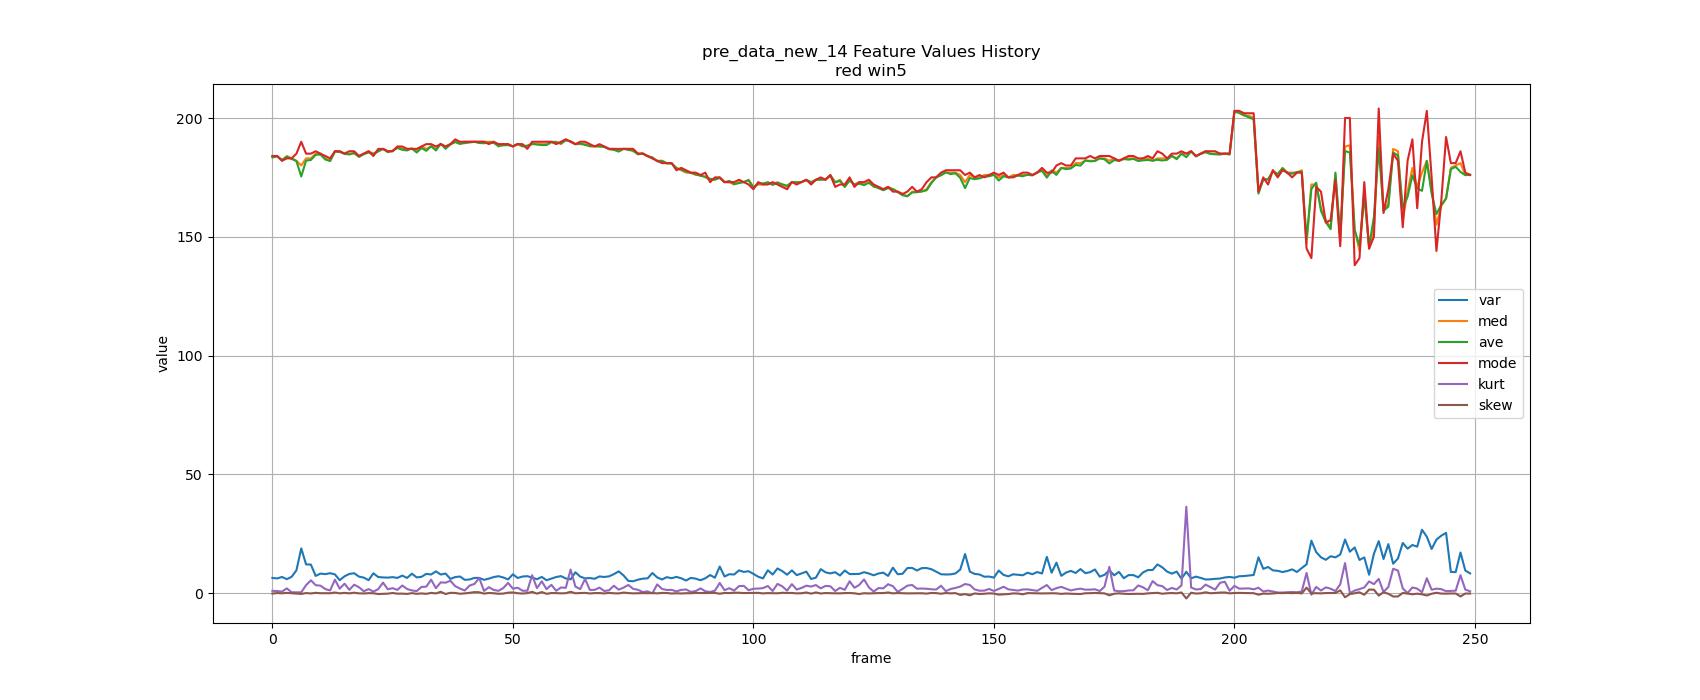 pre_data_new_14 Feature Values History
red win5
value
200
150
100
50
0
var
med
ave
mode
kurt
skew
0
50
100
150
200
250
frame